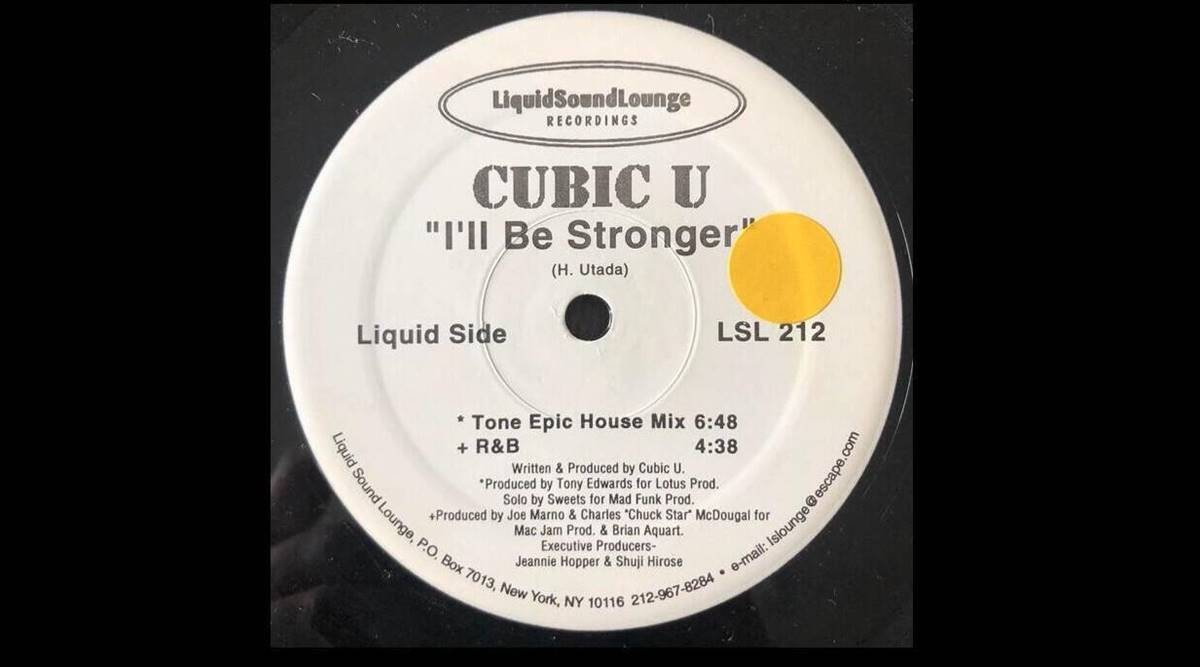 LiquidSoundLounge
RECORDINGS
CUBIC U
"I'll Be Stronger"
(H. Utada)
Liquid Side
LSL 212
* Tone Epic House Mix 6:48
+ R&B 4:38
Written & Produced by Cubic U.
*Produced by Tony Edwards for Lotus Prod.
Solo by Sweets for Mad Funk Prod.
+Produced by Joe Marno & Charles "Chuck Star" McDougal for
Mac Jam Prod. & Brian Aquart.
Executive Producers-
Jeannie Hopper & Shuji Hirose
Liquid Sound Lounge, P.O. Box 7013, New York, NY 10116 212-967-8284 • e-mail: lslounge@escape.com